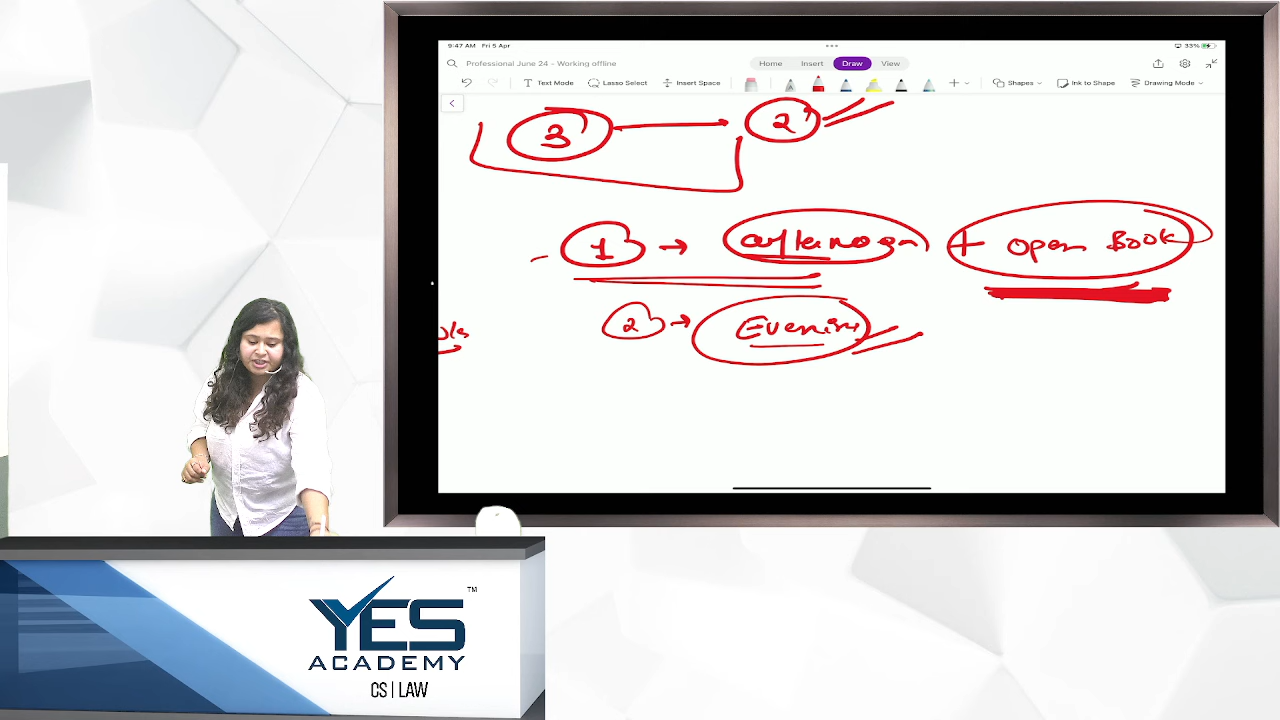 9:47 AM Fri 5 Apr
33%
Professional June 24 - Working offline
Home Insert Draw View
Text Mode Lasso Select Insert Space Shapes Ink to Shape Drawing Mode
3 2
1 → afternoon + open Book
2 → Evening
YES
ACADEMY
CS | LAW
TM